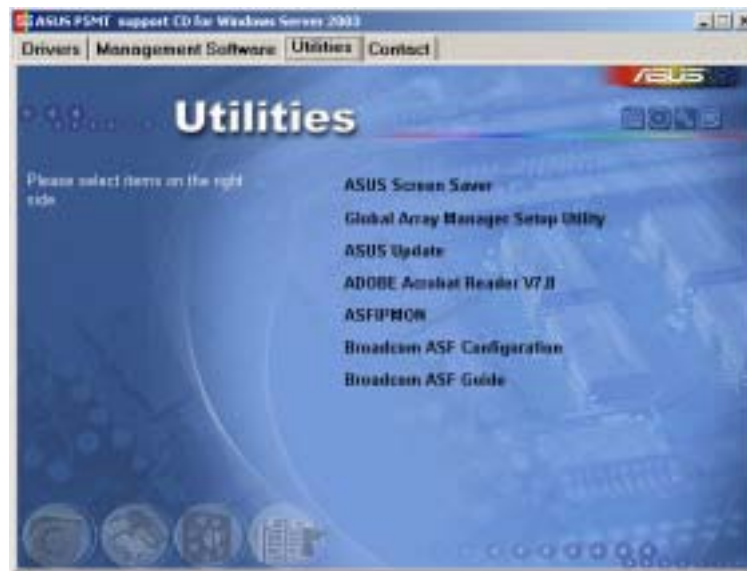 ASUS P5MT support CD for Windows Server 2003
Drivers Management Software Utilities Contact
ASUS
Utilities
Please select items on the right
side
ASUS Screen Saver
Global Array Manager Setup Utility
ASUS Update
ADOBE Acrobat Reader V7.0
ASFIPMON
Broadcom ASF Configuration
Broadcom ASF Guide